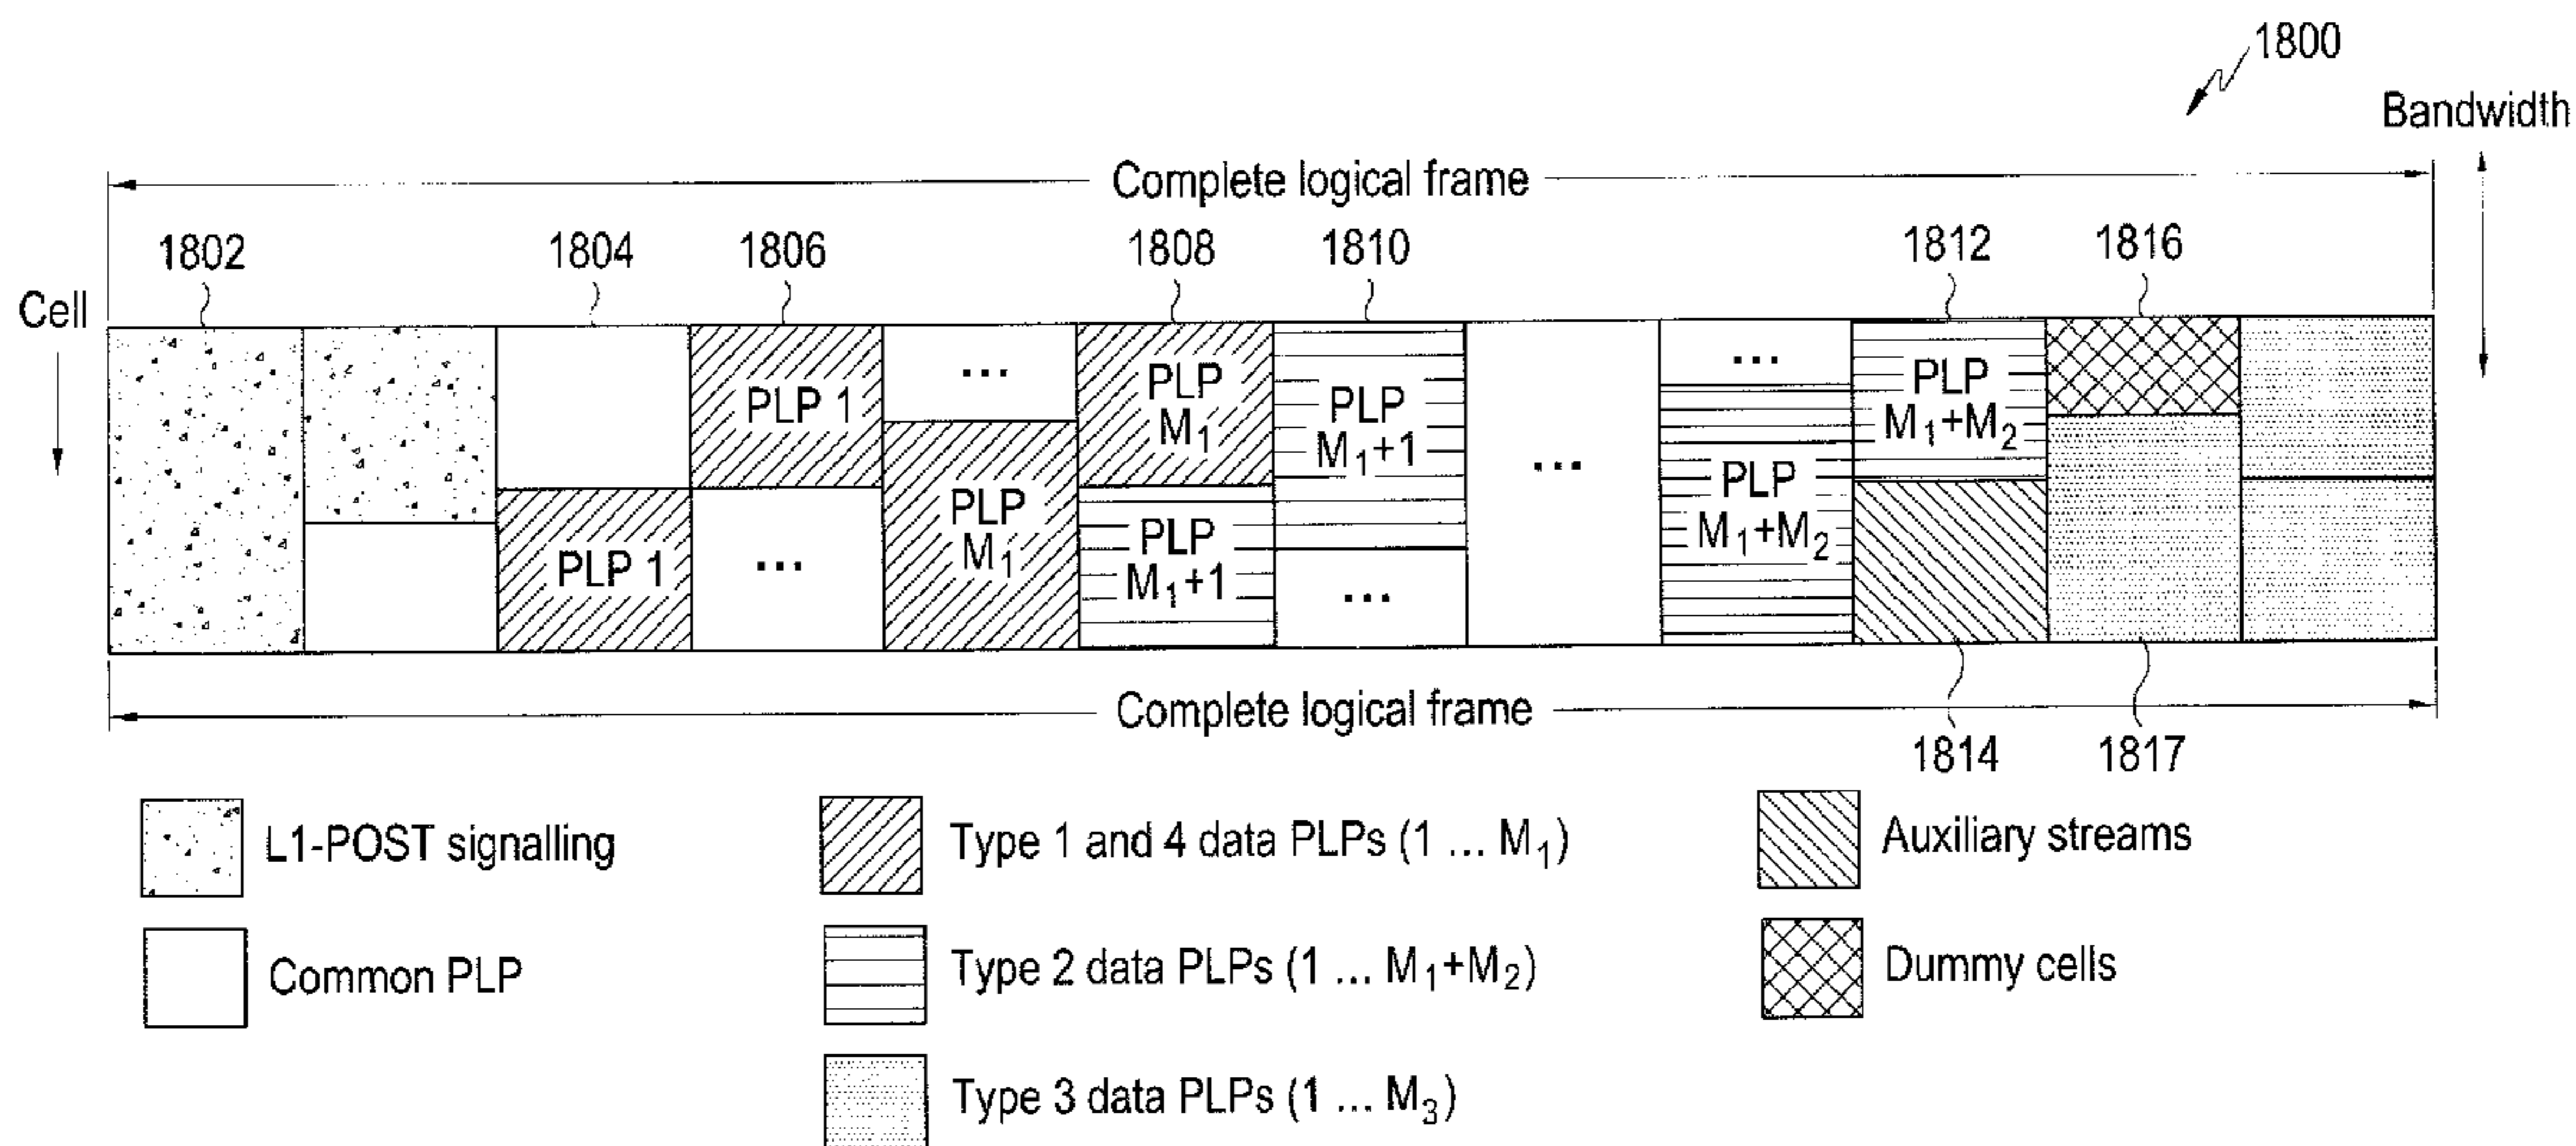 1800
Bandwidth
Complete logical frame
1802
1804
1806
1808
1810
1812
1816
Cell
PLP 1
...
PLP
M1
PLP
M1+1
...
PLP
M1+M2
PLP 1
...
PLP
M1
PLP
M1+1
...
...
PLP
M1+M2
Complete logical frame
1814
1817
L1-POST signalling
Type 1 and 4 data PLPs (1 ... M1)
Auxiliary streams
Common PLP
Type 2 data PLPs (1 ... M1+M2)
Dummy cells
Type 3 data PLPs (1 ... M3)